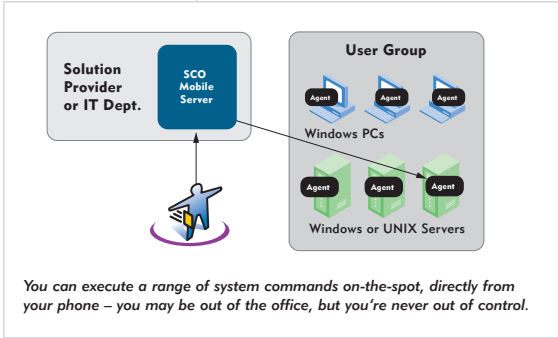 Solution
Provider
or IT Dept.
SCO
Mobile
Server
User Group
Agent
Agent
Agent
Windows PCs
Agent
Agent
Agent
Windows or UNIX Servers
You can execute a range of system commands on-the-spot, directly from
your phone – you may be out of the office, but you're never out of control.